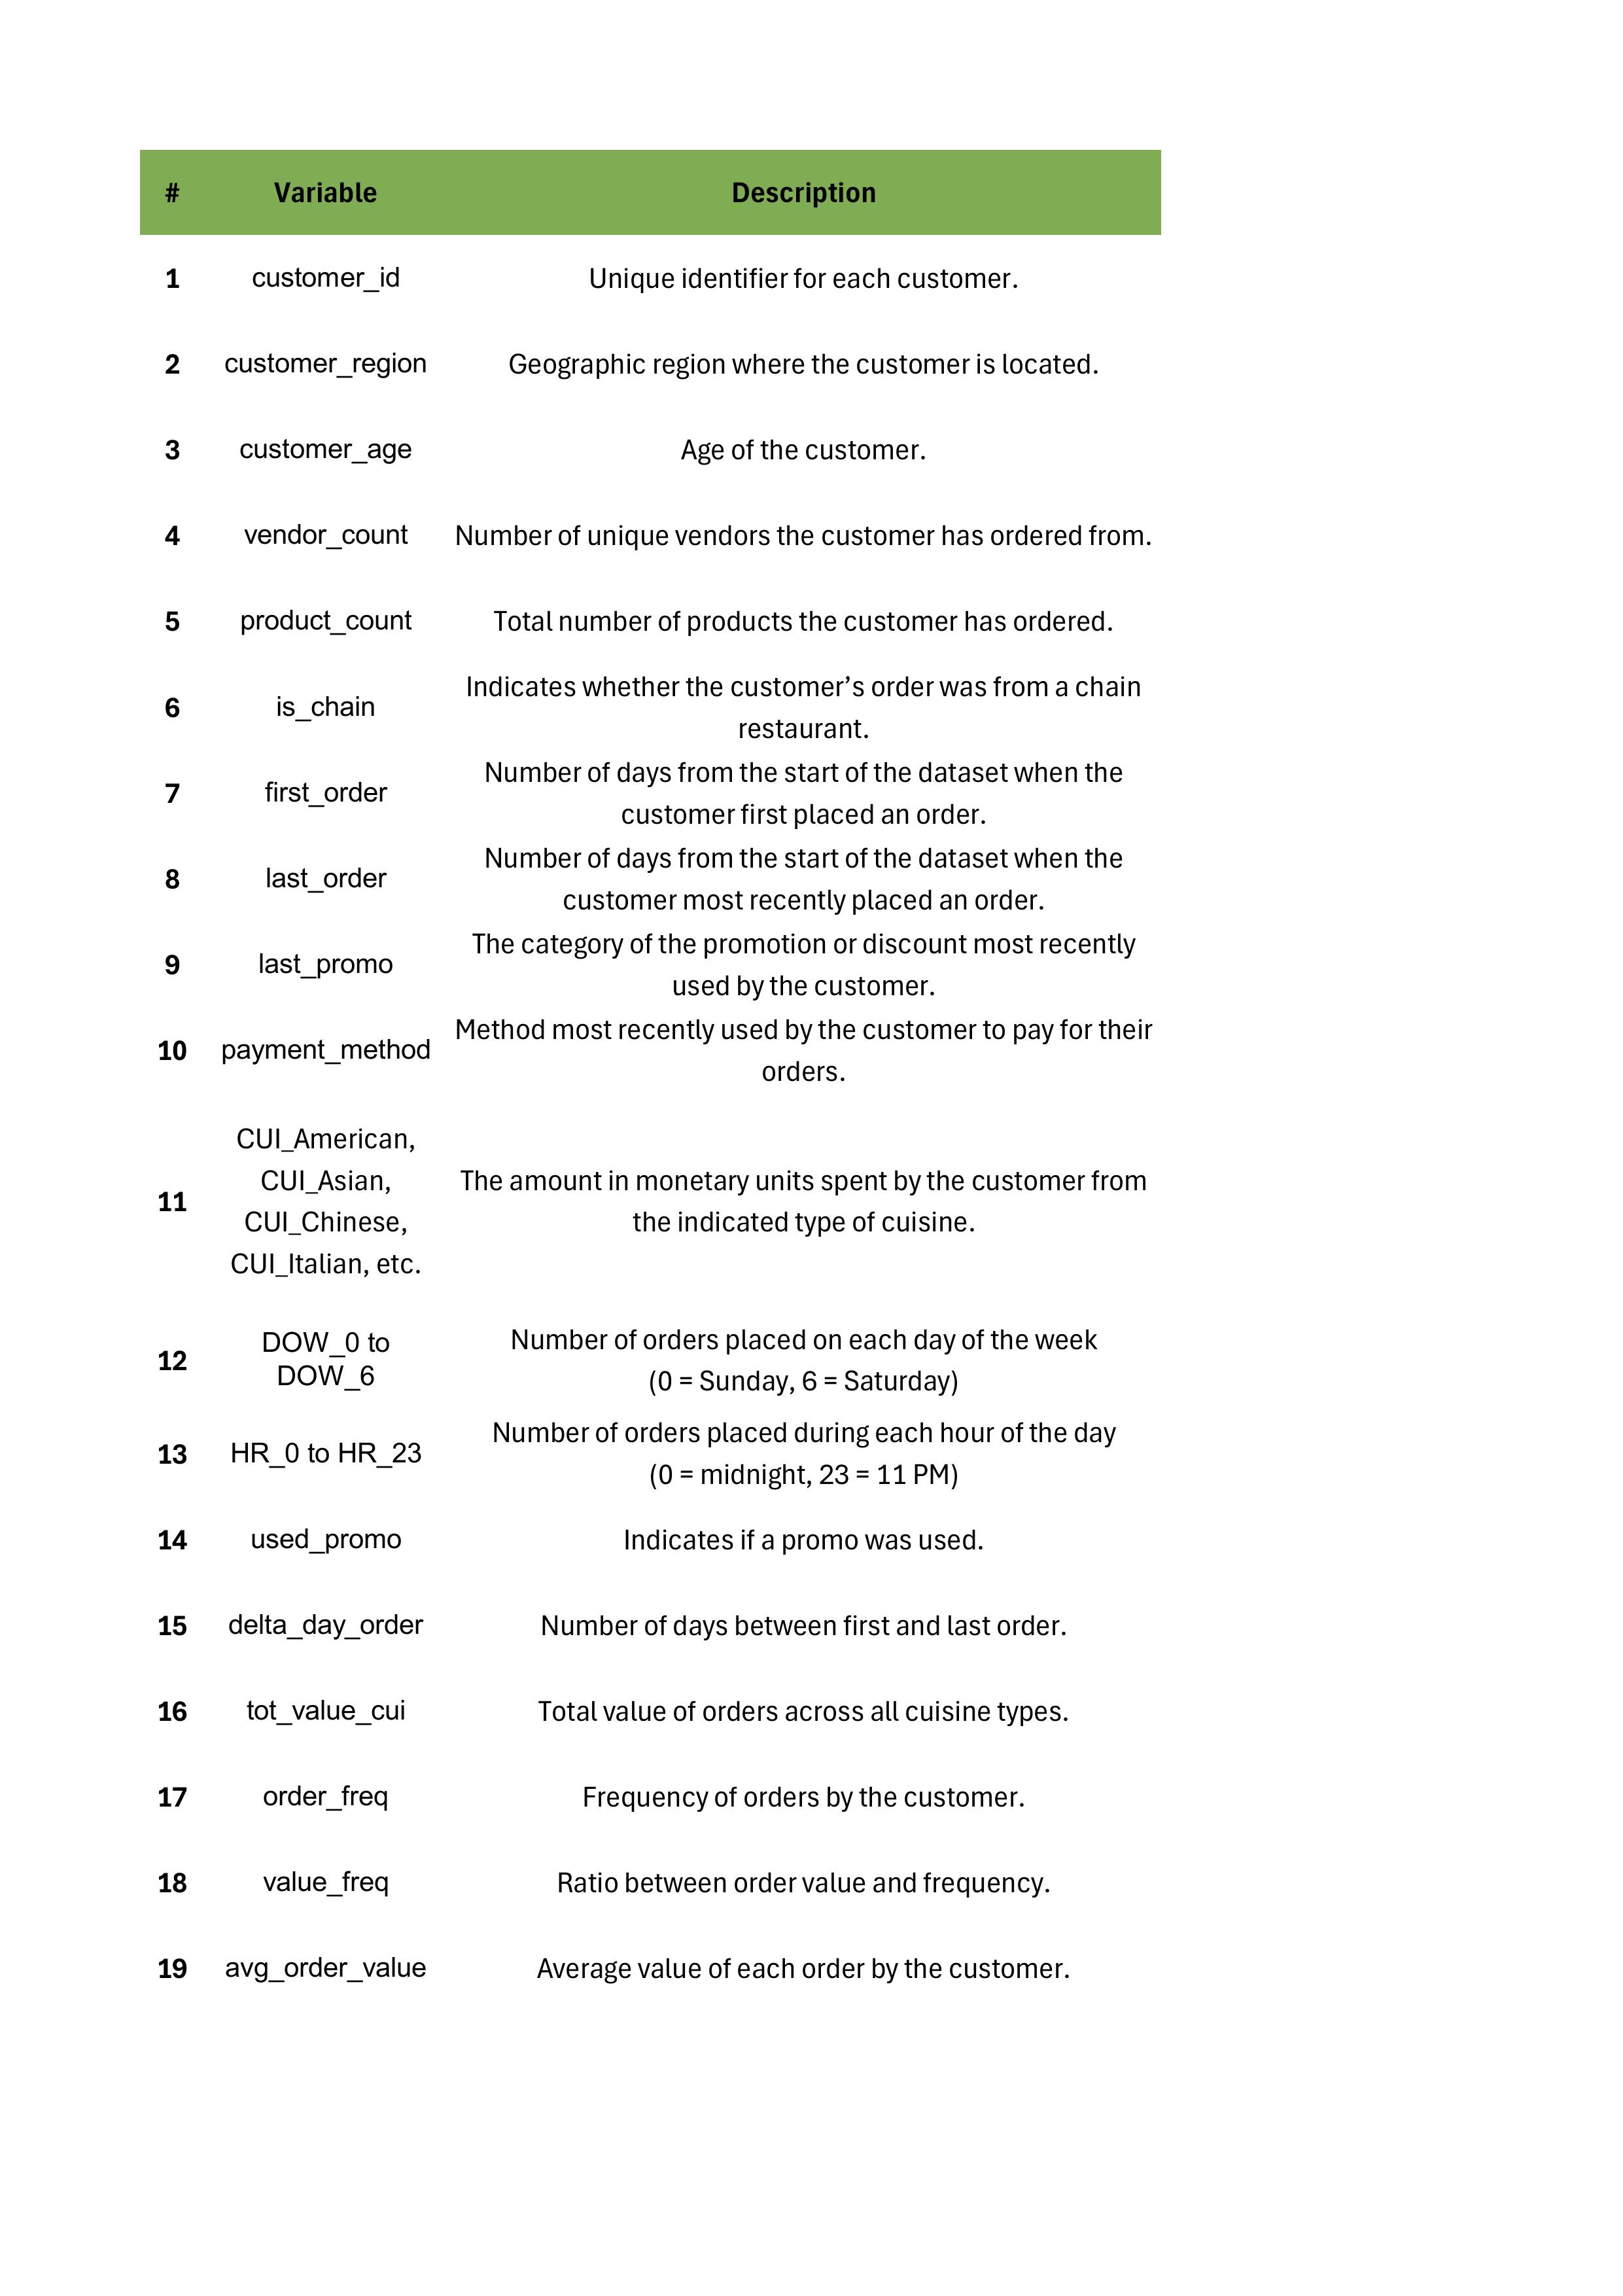 # Variable Description
1 customer_id Unique identifier for each customer.
2 customer_region Geographic region where the customer is located.
3 customer_age Age of the customer.
4 vendor_count Number of unique vendors the customer has ordered from.
5 product_count Total number of products the customer has ordered.
6 is_chain Indicates whether the customer’s order was from a chain
restaurant.
7 first_order Number of days from the start of the dataset when the
customer first placed an order.
8 last_order Number of days from the start of the dataset when the
customer most recently placed an order.
9 last_promo The category of the promotion or discount most recently
used by the customer.
10 payment_method Method most recently used by the customer to pay for their
orders.
11 CUI_American,
CUI_Asian,
CUI_Chinese,
CUI_Italian, etc.
The amount in monetary units spent by the customer from
the indicated type of cuisine.
12 DOW_0 to
DOW_6
Number of orders placed on each day of the week
(0 = Sunday, 6 = Saturday)
13 HR_0 to HR_23 Number of orders placed during each hour of the day
(0 = midnight, 23 = 11 PM)
14 used_promo Indicates if a promo was used.
15 delta_day_order Number of days between first and last order.
16 tot_value_cui Total value of orders across all cuisine types.
17 order_freq Frequency of orders by the customer.
18 value_freq Ratio between order value and frequency.
19 avg_order_value Average value of each order by the customer.